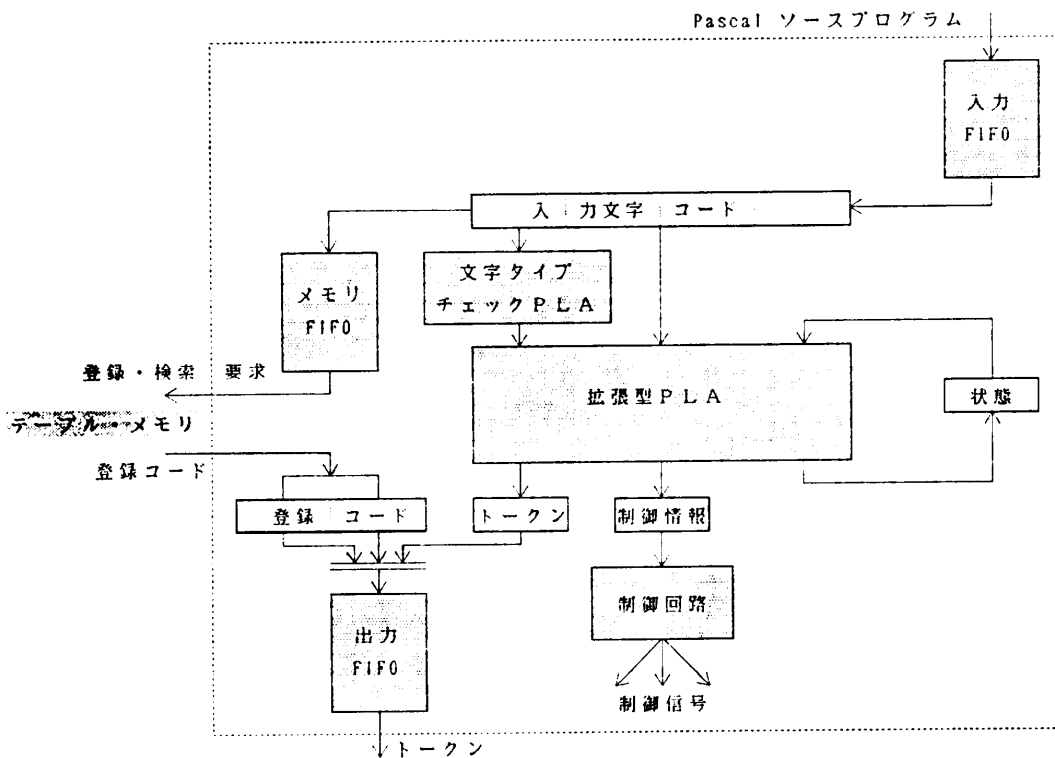 Pascal ソースプログラム
入力
FIFO
入力文字コード
文字タイプ
チェックPLA
メモリ
FIFO
登録・検索 要求
拡張型PLA
状態
テーブル・メモリ
登録コード
登録 コード
トークン
制御情報
制御回路
出力
FIFO
制御信号
トークン